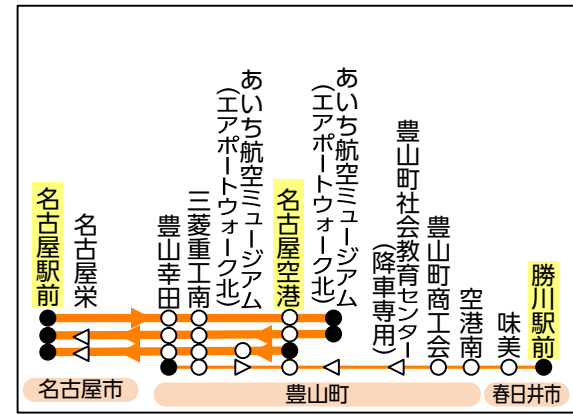 名古屋駅前
名古屋栄
豊山幸田
三菱重工南
あいち航空ミュージアム
(エアポートウォーク北)
名古屋空港
あいち航空ミュージアム
(エアポートウォーク北)
豊山町社会教育センター
(降車専用)
豊山町商工会
空港南
味美
勝川駅前
名古屋市
豊山町
春日井市